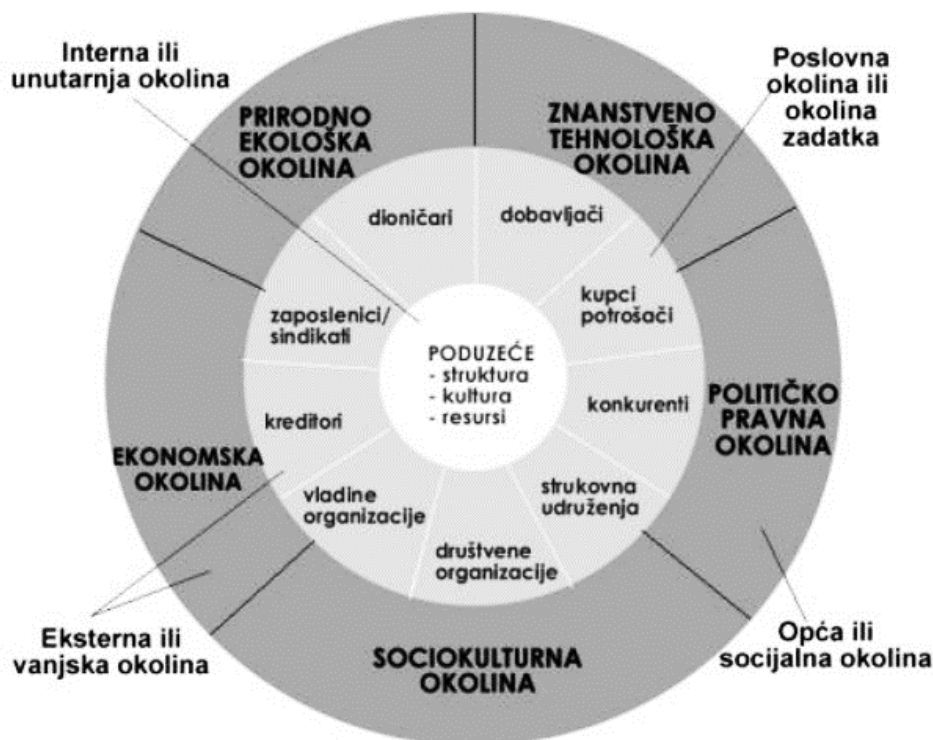 Interna ili
unutarnja okolina
Poslovna
okolina ili
okolina
zadatka
PRIRODNO
EKOLOŠKA
OKOLINA
ZNANSTVENO
TEHNOLOŠKA
OKOLINA
dioničari
dobavljači
zaposlenici/
sindikati
kupci
potrošači
PODUZEĆE
- struktura
- kultura
- resursi
kreditori
konkurenti
POLITIČKO
PRAVNA
OKOLINA
EKONOMSKA
OKOLINA
vladine
organizacije
strukovna
udruženja
društvene
organizacije
Eksterna ili
vanjska okolina
SOCIOKULTURNA
OKOLINA
Opća ili
socijalna okolina